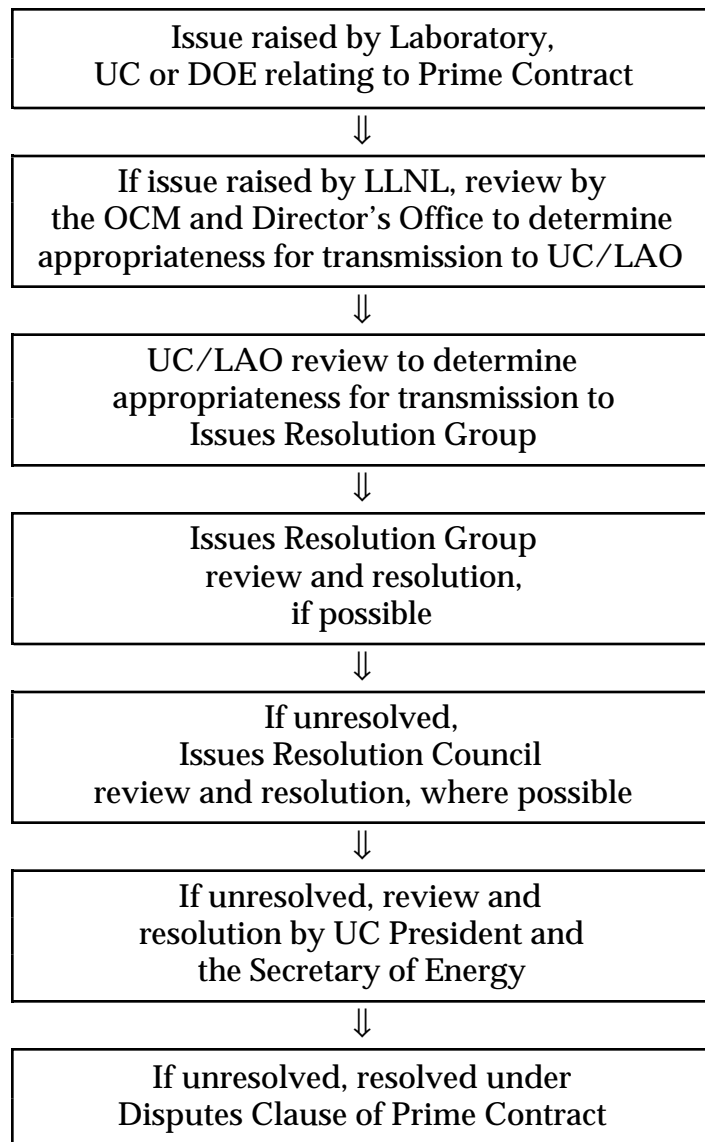 Issue raised by Laboratory,
UC or DOE relating to Prime Contract
⇓
If issue raised by LLNL, review by
the OCM and Director’s Office to determine
appropriateness for transmission to UC/LAO
⇓
UC/LAO review to determine
appropriateness for transmission to
Issues Resolution Group
⇓
Issues Resolution Group
review and resolution,
if possible
⇓
If unresolved,
Issues Resolution Council
review and resolution, where possible
⇓
If unresolved, review and
resolution by UC President and
the Secretary of Energy
⇓
If unresolved, resolved under
Disputes Clause of Prime Contract